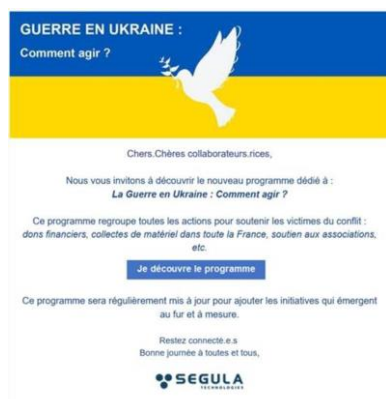 GUERRE EN UKRAINE :
Comment agir ?
Chers.Chères collaborateurs.rices,
Nous vous invitons à découvrir le nouveau programme dédié à :
La Guerre en Ukraine : Comment agir ?
Ce programme regroupe toutes les actions pour soutenir les victimes du conflit :
dons financiers, collectes de matériel dans toute la France, soutien aux associations,
etc.
Je découvre le programme
Ce programme sera régulièrement mis à jour pour ajouter les initiatives qui émergent
au fur et à mesure.
Restez connecté.e.s
Bonne journée à toutes et tous,
SEGULA
TECHNOLOGIES